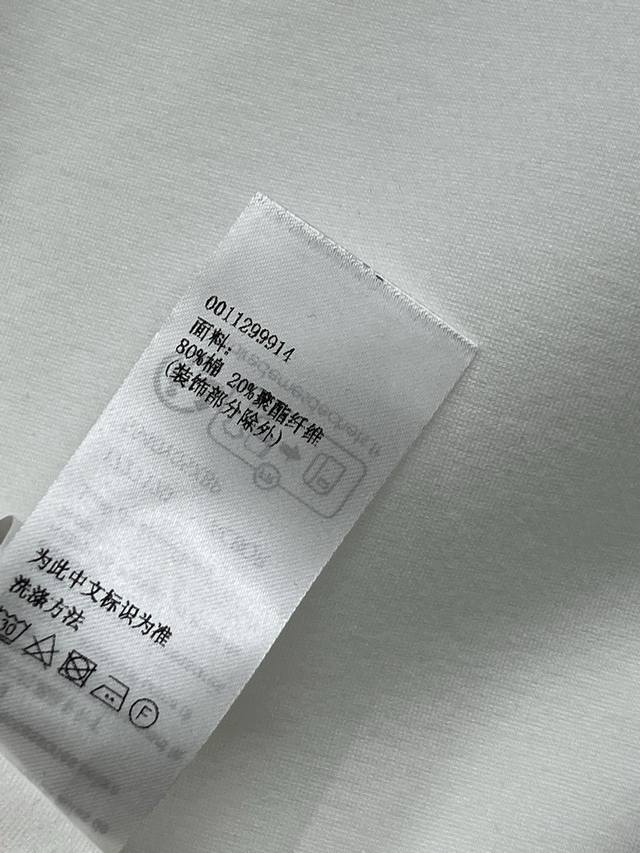 0011299914
面料:
80%棉 20%聚酯纤维
(装饰部分除外)
为此中文标识为准
洗涤方法
30
F